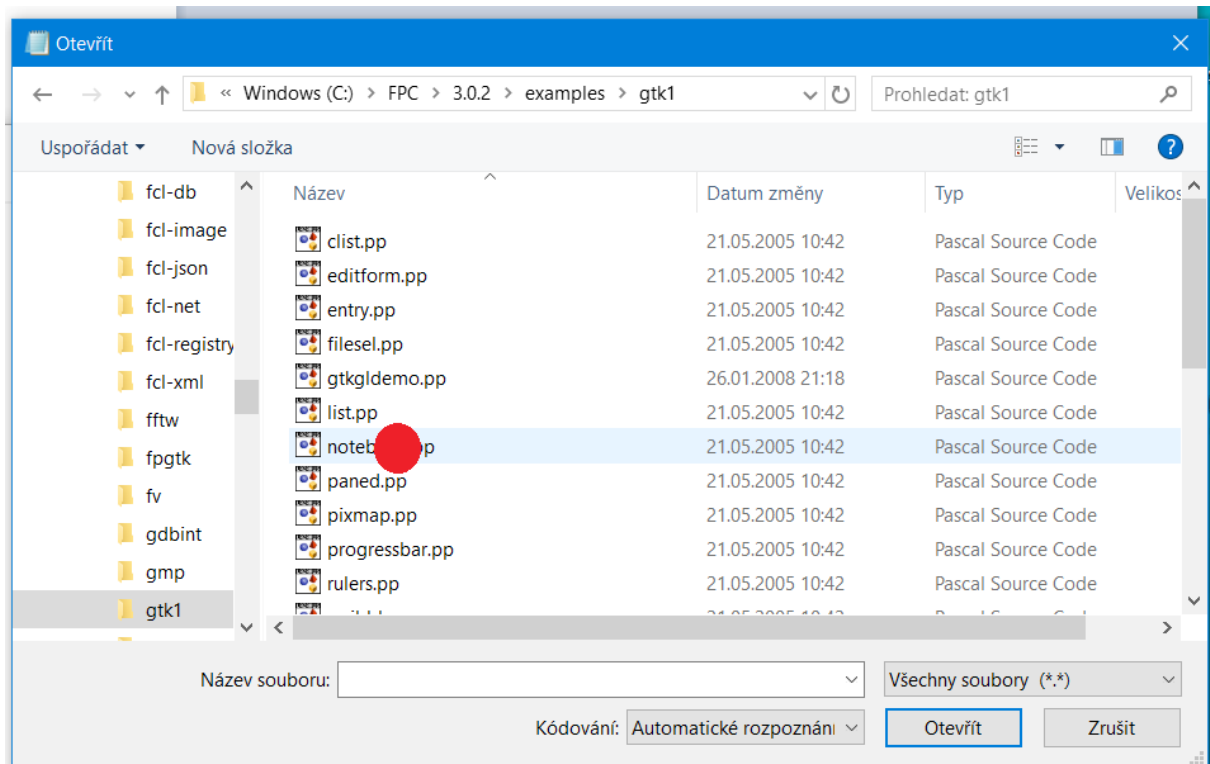 Otevřít
« Windows (C:) > FPC > 3.0.2 > examples > gtk1
Prohledat: gtk1
Uspořádat
Nová složka
fcl-db
fcl-image
fcl-json
fcl-net
fcl-registry
fcl-xml
fftw
fpgtk
fv
gdbint
gmp
gtk1
Název Datum změny Typ
clist.pp 21.05.2005 10:42 Pascal Source Code
editform.pp 21.05.2005 10:42 Pascal Source Code
entry.pp 21.05.2005 10:42 Pascal Source Code
filesel.pp 21.05.2005 10:42 Pascal Source Code
gtkgldemo.pp 26.01.2008 21:18 Pascal Source Code
list.pp 21.05.2005 10:42 Pascal Source Code
21.05.2005 10:42 Pascal Source Code
paned.pp 21.05.2005 10:42 Pascal Source Code
pixmap.pp 21.05.2005 10:42 Pascal Source Code
progressbar.pp 21.05.2005 10:42 Pascal Source Code
rulers.pp 21.05.2005 10:42 Pascal Source Code
Název souboru:
Všechny soubory (*.*)
Kódování: Automatické
Otevřít
Zrušit